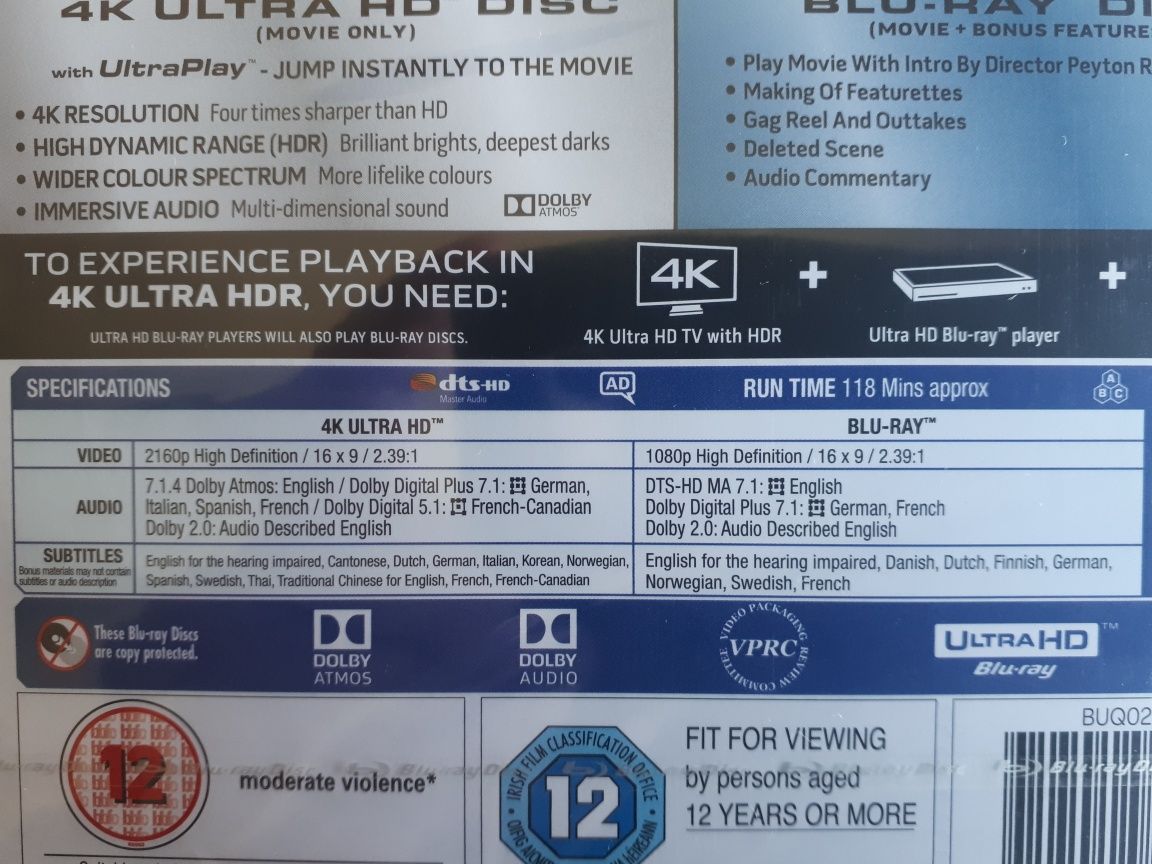 4K ULTRA HD™ DISC
(MOVIE ONLY)
with UltraPlay™ - JUMP INSTANTLY TO THE MOVIE
• 4K RESOLUTION Four times sharper than HD
• HIGH DYNAMIC RANGE (HDR) Brilliant brights, deepest darks
• WIDER COLOUR SPECTRUM More lifelike colours
• IMMERSIVE AUDIO Multi-dimensional sound
DOLBY
ATMOS
BLU-RAY™ DI
(MOVIE + BONUS FEATURE
• Play Movie With Intro By Director Peyton R
• Making Of Featurettes
• Gag Reel And Outtakes
• Deleted Scene
• Audio Commentary
TO EXPERIENCE PLAYBACK IN
4K ULTRA HDR, YOU NEED:
ULTRA HD BLU-RAY PLAYERS WILL ALSO PLAY BLU-RAY DISCS.
4K
4K Ultra HD TV with HDR
+
Ultra HD Blu-ray™ player
+
SPECIFICATIONS
dts-HD
Master Audio
AD
RUN TIME 118 Mins approx
A
B C
4K ULTRA HD™
BLU-RAY™
VIDEO
2160p High Definition / 16 x 9 / 2.39:1
1080p High Definition / 16 x 9 / 2.39:1
AUDIO
7.1.4 Dolby Atmos: English / Dolby Digital Plus 7.1: German,
Italian, Spanish, French / Dolby Digital 5.1: French-Canadian
Dolby 2.0: Audio Described English
DTS-HD MA 7.1: English
Dolby Digital Plus 7.1: German, French
Dolby 2.0: Audio Described English
SUBTITLES
Bonus materials may not contain
subtitles or audio description
English for the hearing impaired, Cantonese, Dutch, German, Italian, Korean, Norwegian,
Spanish, Swedish, Thai, Traditional Chinese for English, French, French-Canadian
English for the hearing impaired, Danish, Dutch, Finnish, German,
Norwegian, Swedish, French
These Blu-ray Discs
are copy protected.
DOLBY
ATMOS
DOLBY
AUDIO
VIDEO PACKAGING REVIEW COMMITTEE
VPRC
ULTRA HD™
Blu-ray
12
moderate violence*
IRISH FILM CLASSIFICATION OFFICE
12
FIT FOR VIEWING
by persons aged
12 YEARS OR MORE
BUQ02
Blu-ray Disc